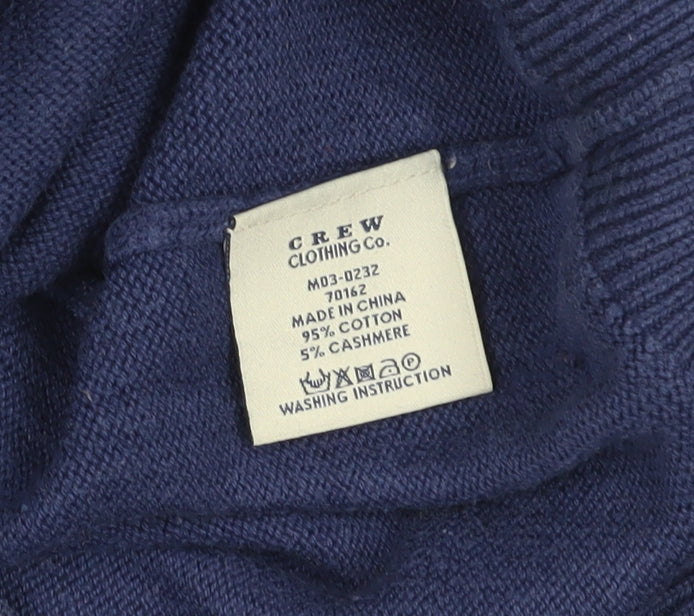 CREW
CLOTHING Co.
M03-0232
70162
MADE IN CHINA
95% COTTON
5% CASHMERE
P
WASHING INSTRUCTION